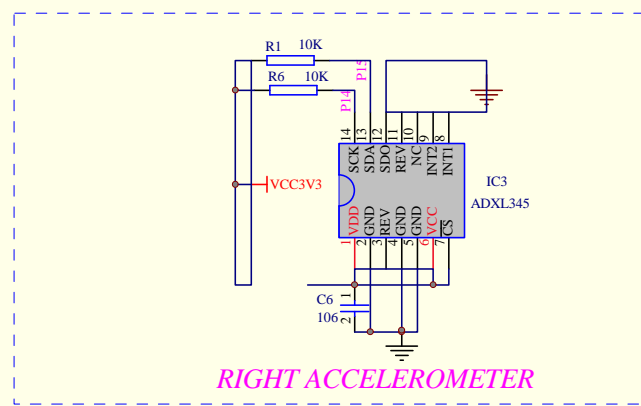 R1 10K
P15
R6 10K
P14
14 13 12 11 10 9 8
SCK SDA SDO REV NC INT2 INT1
IC3
ADXL345
VCC3V3
VDD GND REV GND GND VCC CS
1 2 3 4 5 6 7
C6 1
106 2
RIGHT ACCELEROMETER